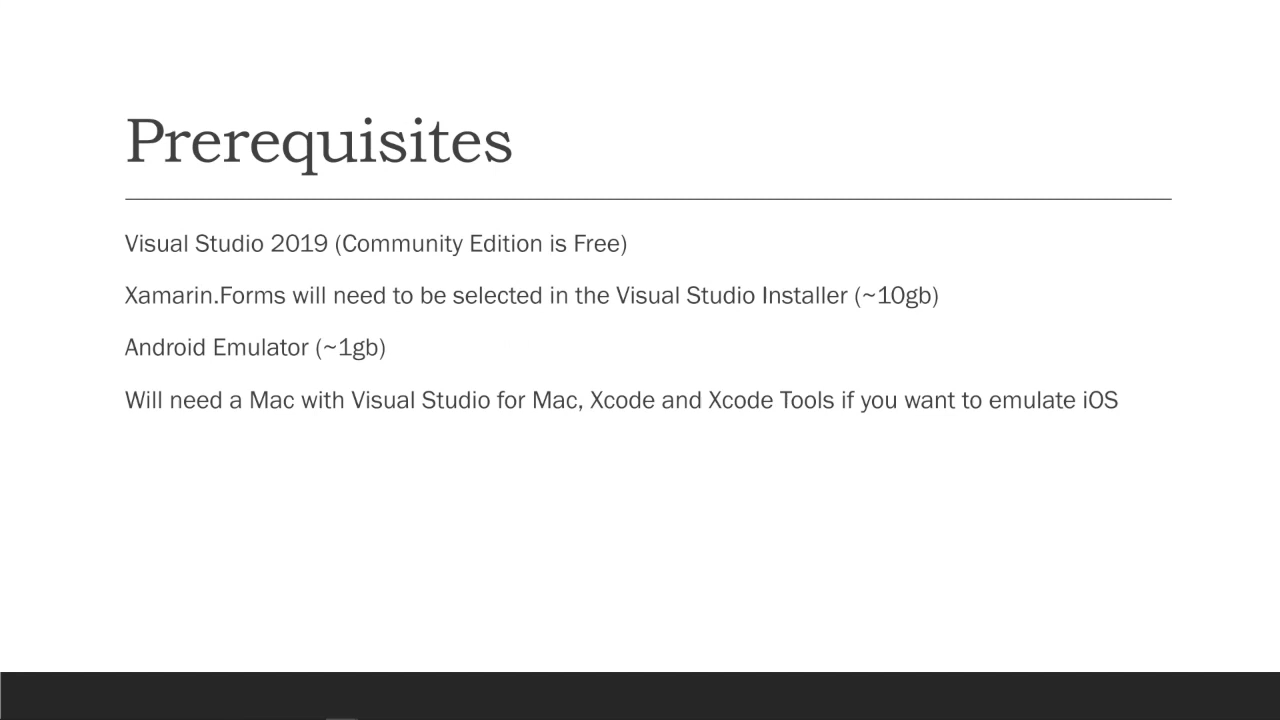 Prerequisites
Visual Studio 2019 (Community Edition is Free)
Xamarin.Forms will need to be selected in the Visual Studio Installer (~10gb)
Android Emulator (~1gb)
Will need a Mac with Visual Studio for Mac, Xcode and Xcode Tools if you want to emulate iOS